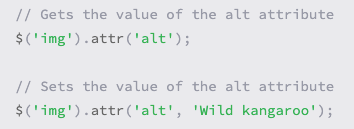 // Gets the value of the alt attribute
$('img').attr('alt');
// Sets the value of the alt attribute
$('img').attr('alt', 'Wild kangaroo');